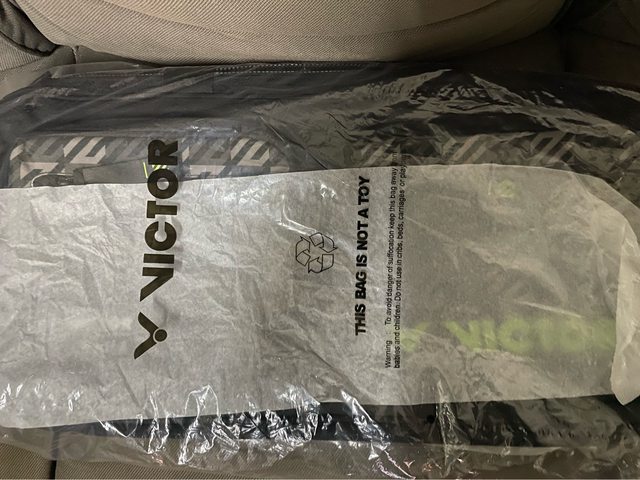 VICTOR
THIS BAG IS NOT A TOY
Warning : To avoid danger of suffocation keep this bag away
babies and children. Do not use in cribs, beds, carriages or
VICTOR